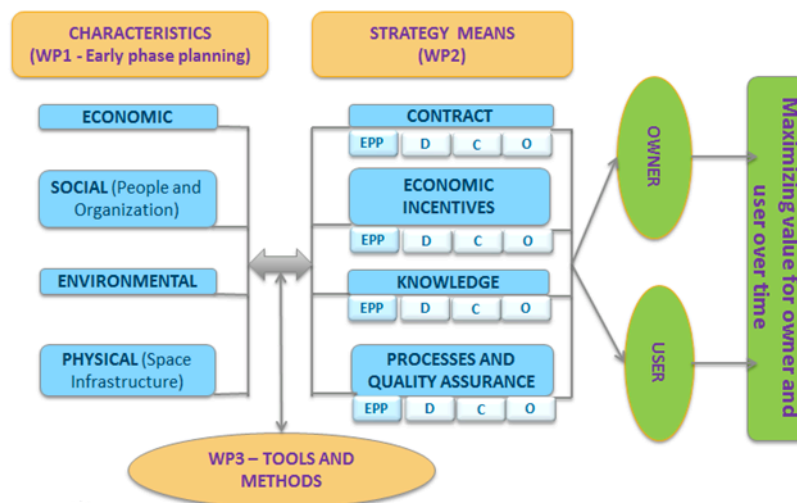 CHARACTERISTICS
(WP1 - Early phase planning)
STRATEGY MEANS
(WP2)
ECONOMIC
SOCIAL (People and
Organization)
ENVIRONMENTAL
PHYSICAL (Space
Infrastructure)
CONTRACT
EPP D C O
ECONOMIC
INCENTIVES
EPP D C O
KNOWLEDGE
EPP D C O
PROCESSES AND
QUALITY ASSURANCE
EPP D C O
WP3 – TOOLS AND
METHODS
OWNER
USER
Maximizing value for owner and
user over time